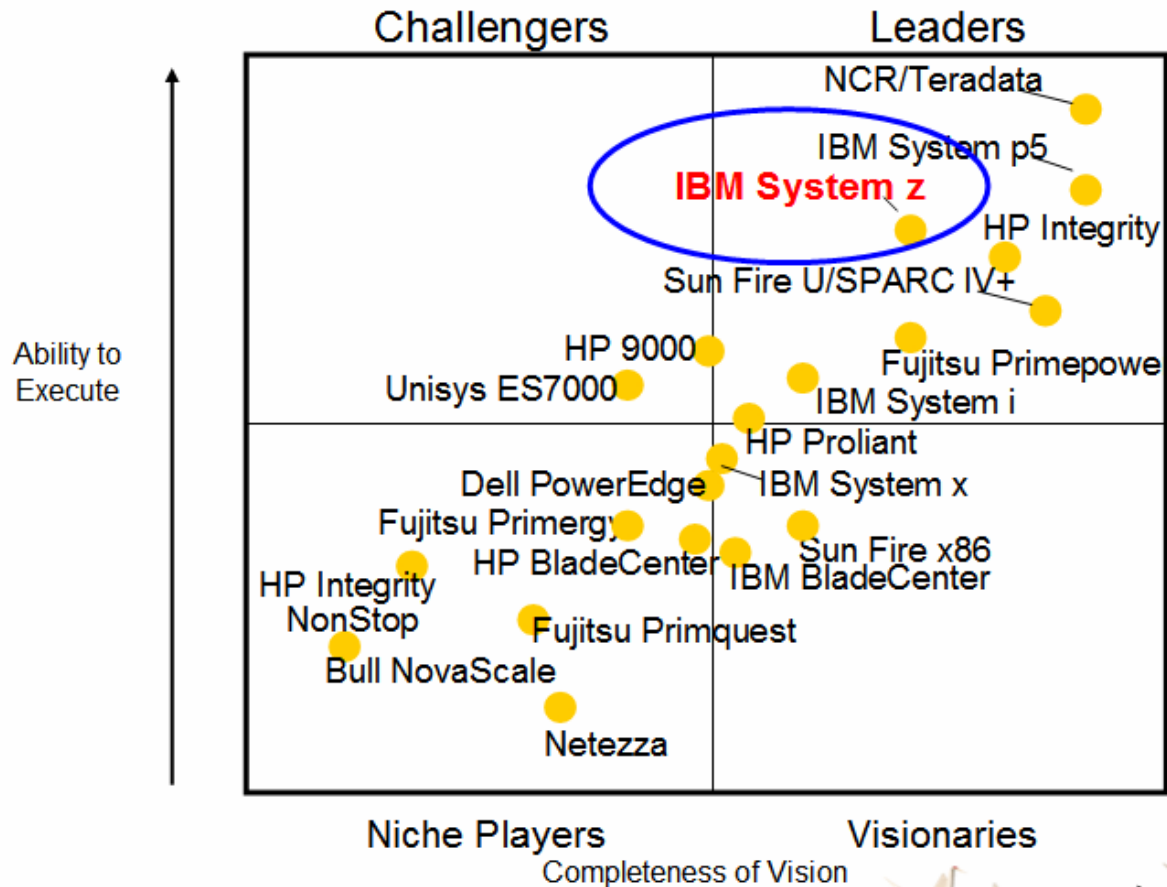 Challengers
Leaders
NCR/Teradata
IBM System p5
IBM System z
HP Integrity
Sun Fire U/SPARC IV+
HP 9000
Fujitsu Primepowe
Unisys ES7000
IBM System i
Ability to
Execute
HP Proliant
Dell PowerEdge
IBM System x
Fujitsu Primergy
Sun Fire x86
HP BladeCenter
IBM BladeCenter
HP Integrity
NonStop
Fujitsu Primquest
Bull NovaScale
Netezza
Niche Players
Visionaries
Completeness of Vision